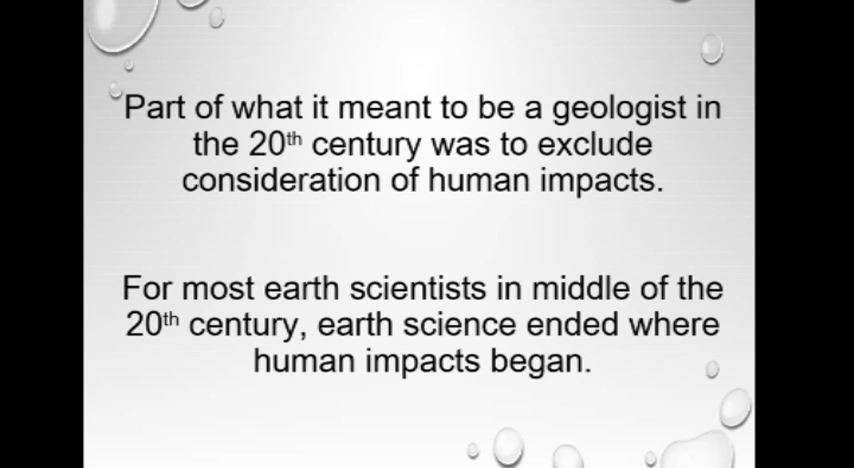 Part of what it meant to be a geologist in
the 20th century was to exclude
consideration of human impacts.
For most earth scientists in middle of the
20th century, earth science ended where
human impacts began.